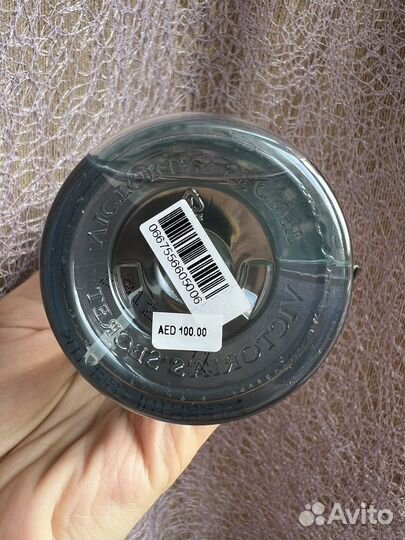 VICTORIA'S SECRET
0667556605006
AED 100.00
VICTORIA'S SECRET
Avito